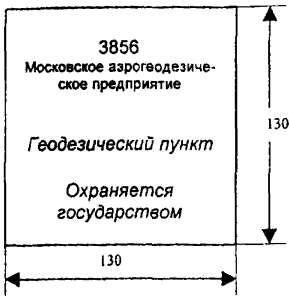 3856
Московское аэрогеодезиче-
ское предприятие
Геодезический пункт
Охраняется
государством
130
130